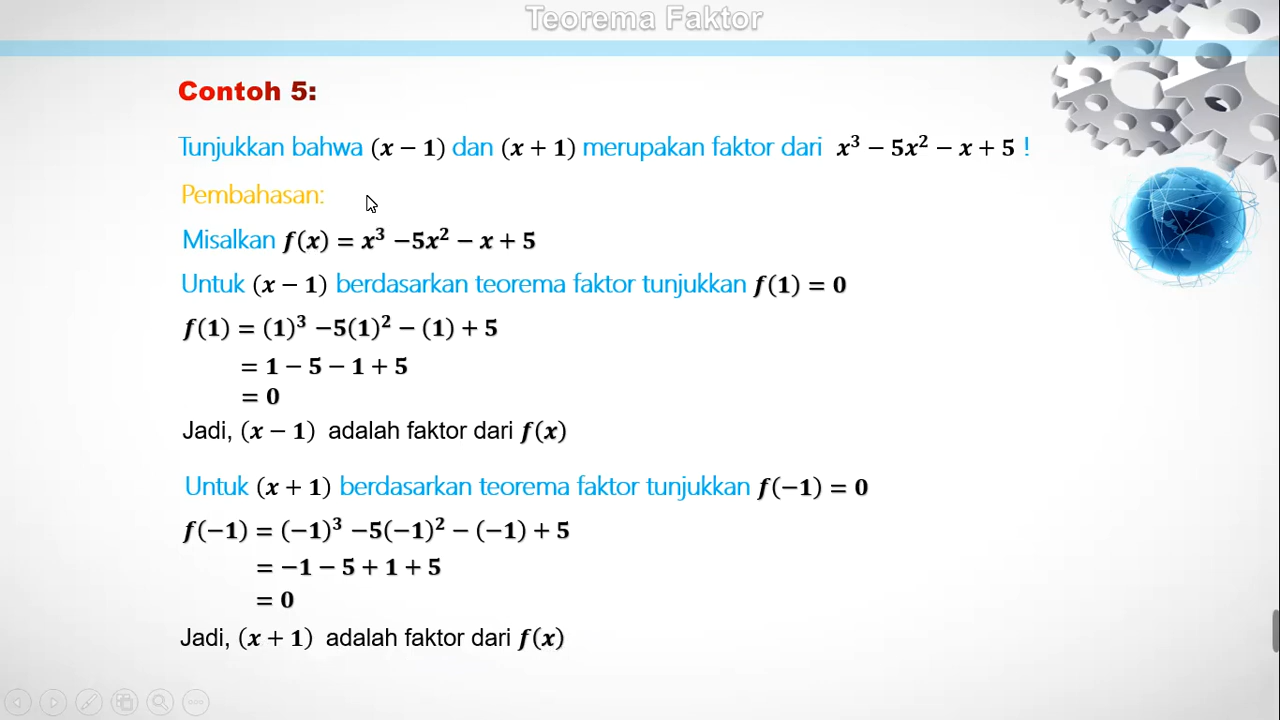 Teorema Faktor
Contoh 5:
Tunjukkan bahwa (x − 1) dan (x + 1) merupakan faktor dari x³ − 5x² − x + 5 !
Pembahasan:
Misalkan f(x) = x³ −5x² − x + 5
Untuk (x − 1) berdasarkan teorema faktor tunjukkan f(1) = 0
f(1) = (1)³ −5(1)² − (1) + 5
= 1 − 5 − 1 + 5
= 0
Jadi, (x − 1) adalah faktor dari f(x)
Untuk (x + 1) berdasarkan teorema faktor tunjukkan f(−1) = 0
f(−1) = (−1)³ −5(−1)² − (−1) + 5
= −1 − 5 + 1 + 5
= 0
Jadi, (x + 1) adalah faktor dari f(x)